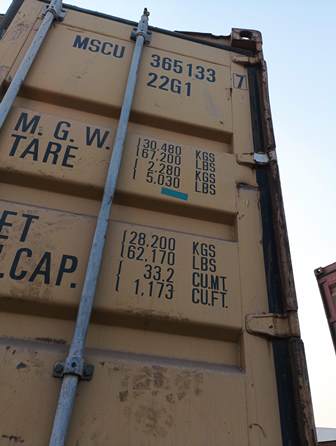 MSCU 365133 7
22G1
M.G.W. 30.480 KGS
67.200 LBS
TARE 2.280 KGS
5.030 LBS
ET 28.200 KGS
62.170 LBS
.CAP. 33.2 CU.MT.
1.173 CU.FT.